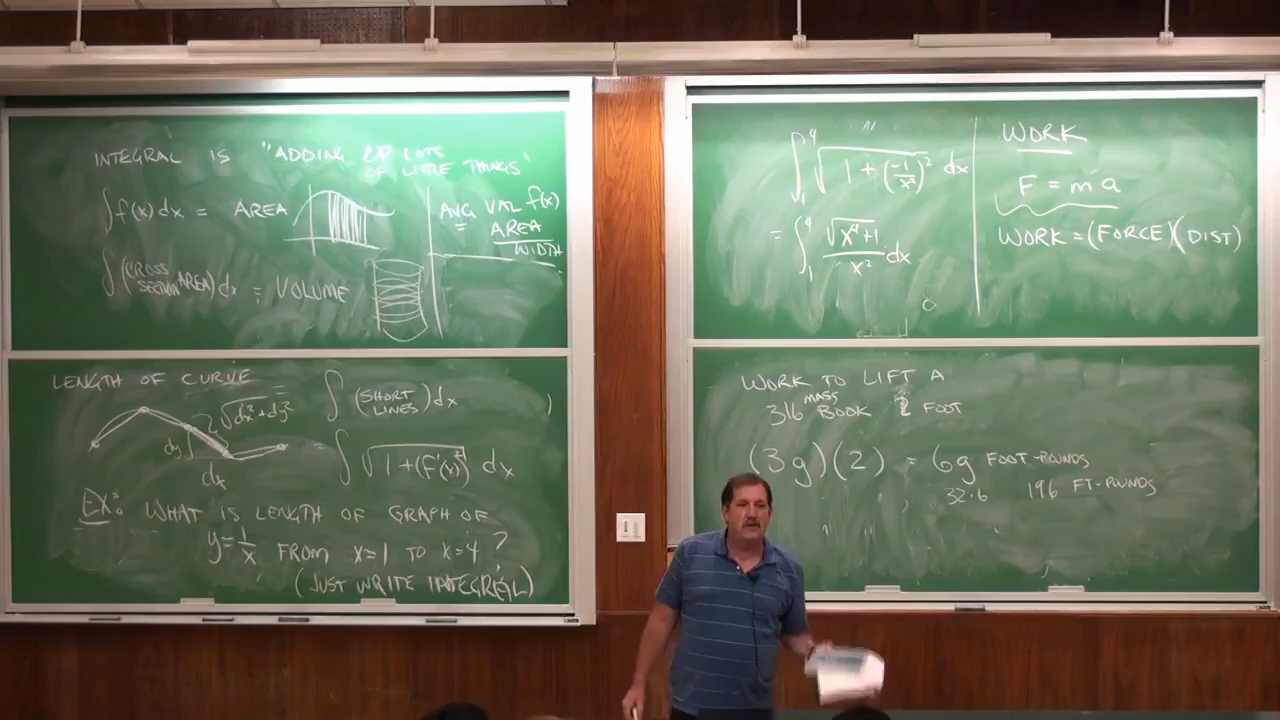 INTEGRAL IS "ADDING UP LOTS
OF LITTLE THINGS"
∫f(x)dx = AREA
∫(CROSS SECTION AREA)dx = VOLUME
AVG VAL f(x)
= AREA
WIDTH
LENGTH OF CURVE =
∫(SHORT LINES)dx
√dx²+dy²
dy
dx
= ∫√1+(f'(x))² dx
EX: WHAT IS LENGTH OF GRAPH OF
y=1/x FROM x=1 TO x=4?
(JUST WRITE INTEGRAL)
∫₁⁴ √1+(-1/x²)² dx
= ∫₁⁴ √x⁴+1/x² dx
WORK
F = ma
WORK = (FORCE)(DIST)
WORK TO LIFT A
MASS
3lb BOOK 2 FOOT
(3g)(2) = 6g FOOT-POUNDS
32.6 196 FT-POUNDS